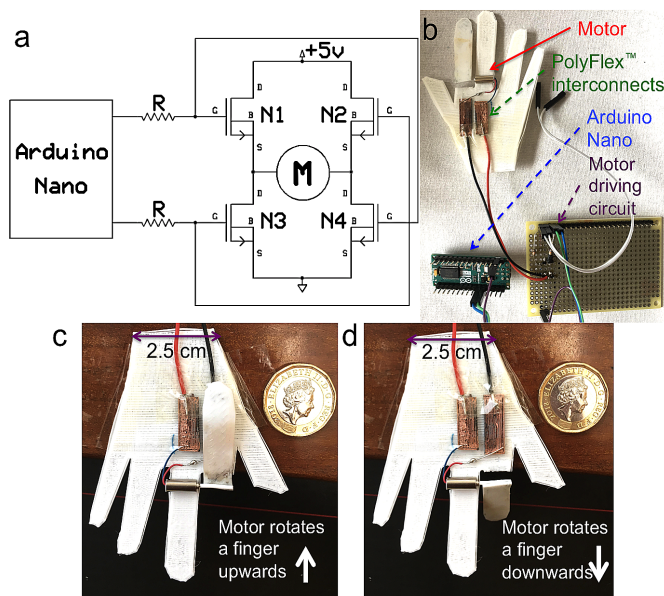 a
+5v
R
D
G
B
S
N1
D
N2
G
B
S
Arduino
Nano
M
R
D
G
B
S
N3
D
N4
G
B
S
b
Motor
PolyFlex™
interconnects
Arduino
Nano
Motor
driving
circuit
c
2.5 cm
Motor rotates
a finger
upwards
d
2.5 cm
Motor rotates
a finger
downwards